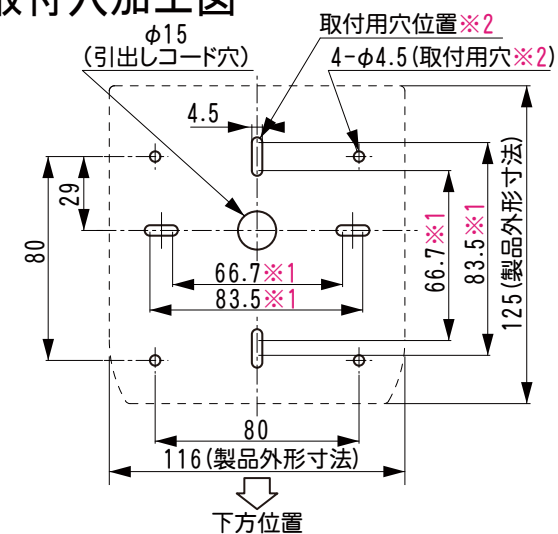 取付穴加工図
φ15
(引出しコード穴)
取付用穴位置※2
4-φ4.5(取付用穴※2)
4.5
29
80
66.7※1
83.5※1
66.7※1
83.5※1
125(製品外形寸法)
80
116(製品外形寸法)
下方位置